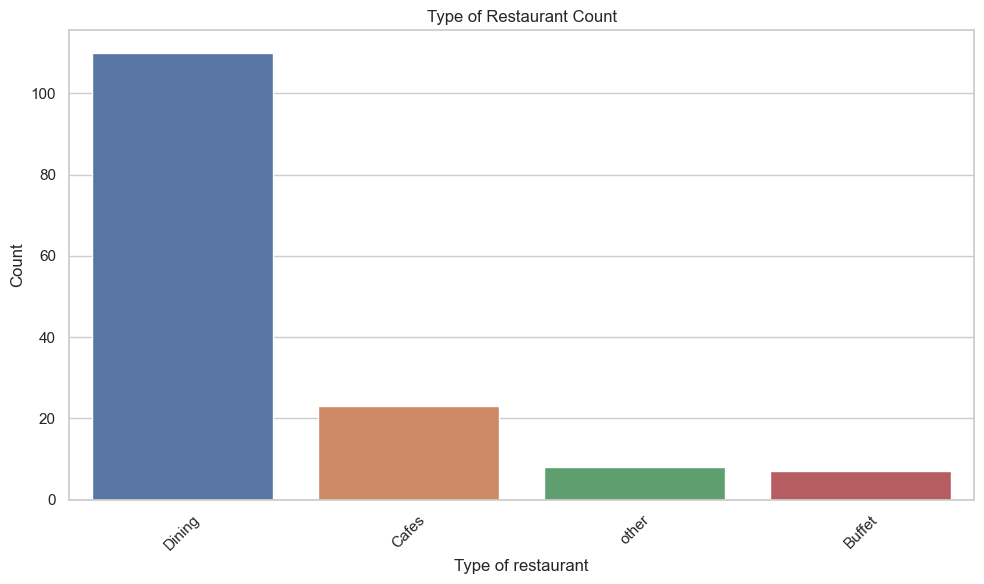 Type of Restaurant Count
Count
100
80
60
40
20
0
Dining
Cafes
other
Buffet
Type of restaurant